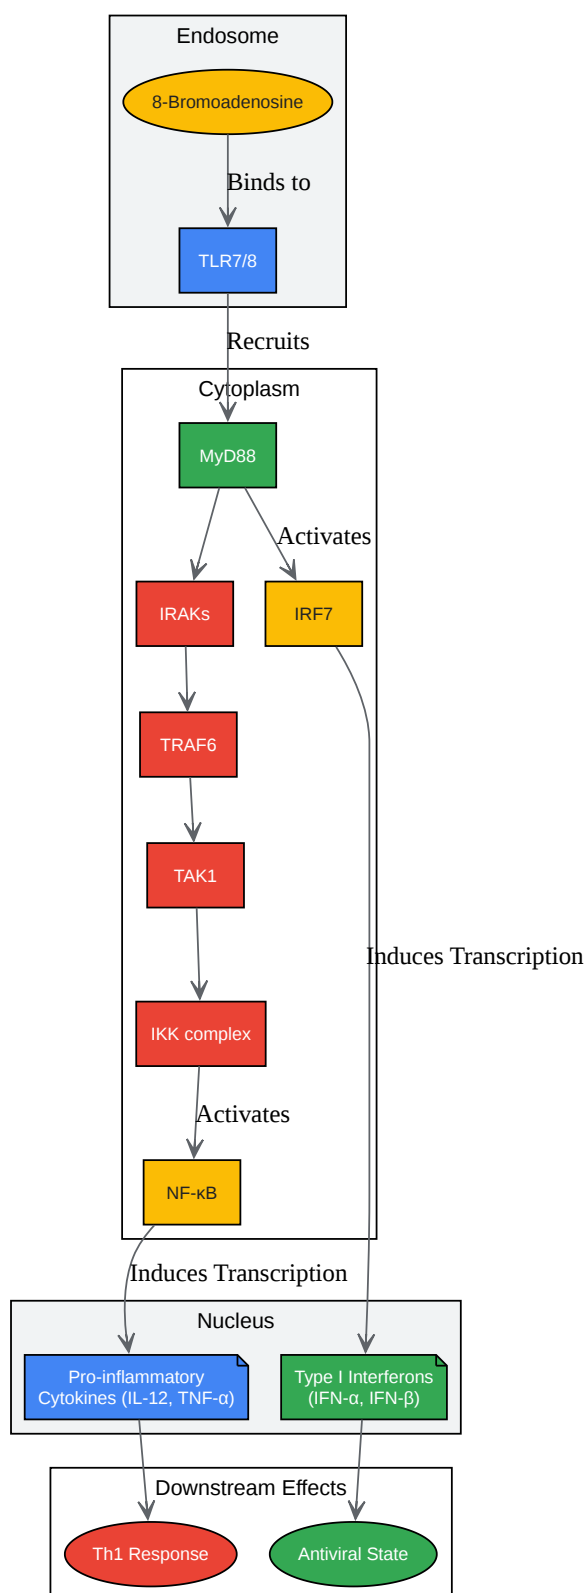 Endosome
8-Bromoadenosine
Binds to
TLR7/8
Recruits
Cytoplasm
MyD88
Activates
IRAKs
IRF7
TRAF6
TAK1
Induces Transcription
IKK complex
Activates
NF-κB
Induces Transcription
Nucleus
Pro-inflammatory
Cytokines (IL-12, TNF-α)
Type I Interferons
(IFN-α, IFN-β)
Downstream Effects
Th1 Response
Antiviral State